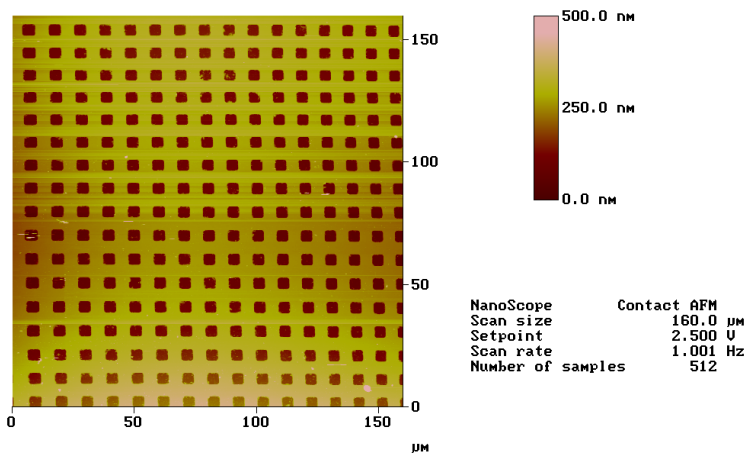 500.0 nM
250.0 nM
0.0 nM
150
100
50
0
0 50 100 150
µM
NanoScope Contact AFM
Scan size 160.0 µm
Setpoint 2.500 V
Scan rate 1.001 Hz
Number of samples 512